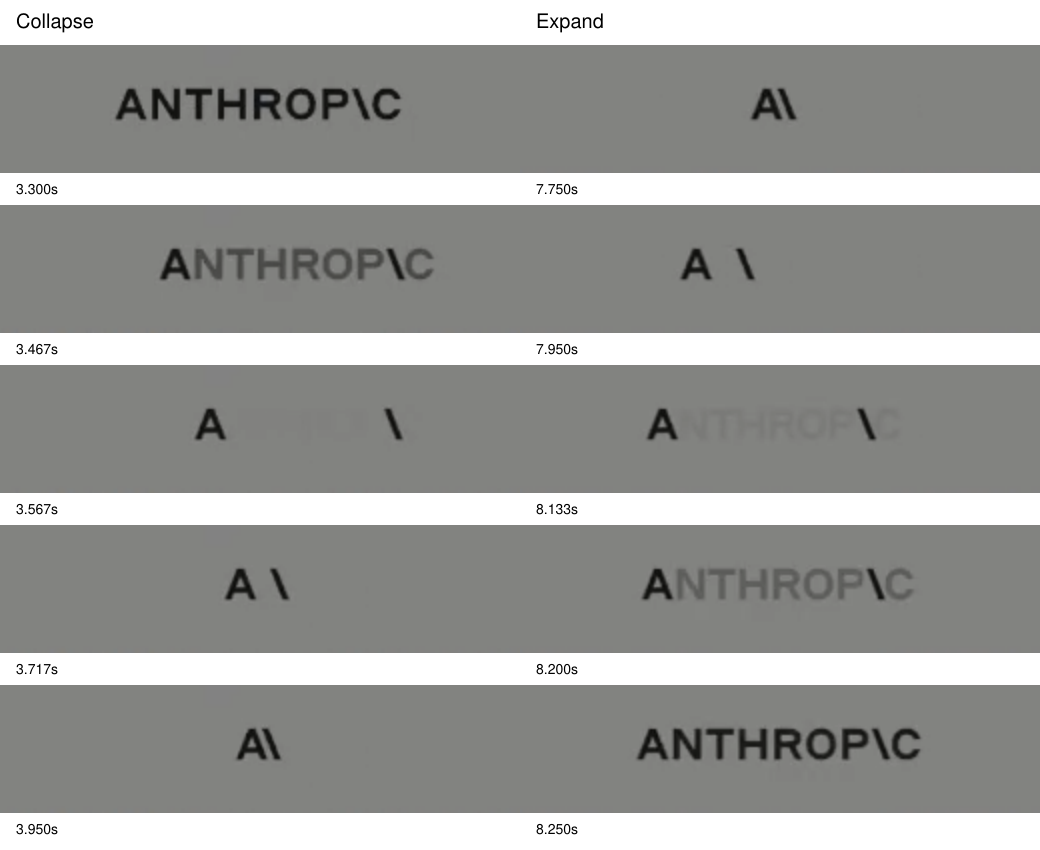 Collapse Expand
ANTHROP\C A\
3.300s 7.750s
ANTHROP\C A \
3.467s 7.950s
A \ ANTHROP\C
3.567s 8.133s
A \ ANTHROP\C
3.717s 8.200s
A\ ANTHROP\C
3.950s 8.250s